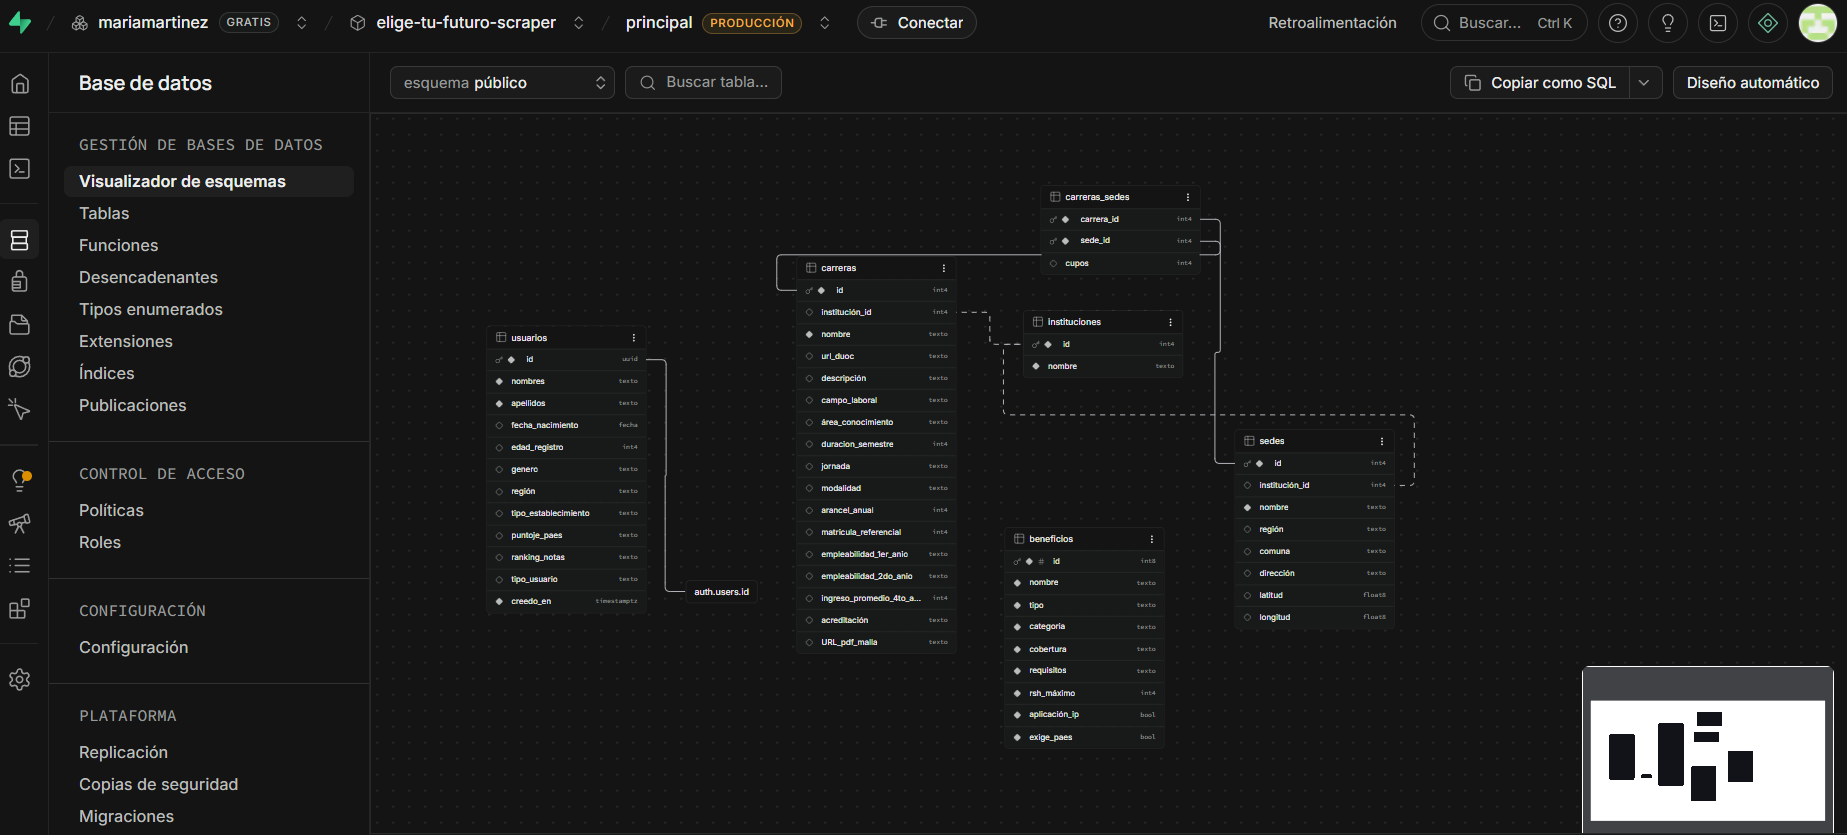 mariamartinez GRATIS
elige-tu-futuro-scraper
principal PRODUCCIÓN
Conectar
Retroalimentación
Buscar... Ctrl K
Base de datos
GESTIÓN DE BASES DE DATOS
Visualizador de esquemas
Tablas
Funciones
Desencadenantes
Tipos enumerados
Extensiones
Índices
Publicaciones
CONTROL DE ACCESO
Políticas
Roles
CONFIGURACIÓN
Configuración
PLATAFORMA
Replicación
Copias de seguridad
Migraciones
esquema público
Buscar tabla...
Copiar como SQL
Diseño automático
usuarios
id uuid
nombres texto
apellidos texto
fecha_nacimiento fecha
edad_registro int4
genero texto
región texto
tipo_establecimiento texto
puntoje_paes texto
ranking_notas texto
tipo_usuario texto
creedo_en timestamptz
auth.users.id
carreras
id int4
institución_id int4
nombre texto
url_duoc texto
descripción texto
campo_laboral texto
área_conocimiento texto
duracion_semestre texto
jornada texto
modalidad texto
arancel_anual int4
matricula_referencial int4
empleabilidad_1er_anio texto
empleabilidad_2do_anio texto
ingreso_promedio_4to_a... int4
acreditación texto
URL_pdf_malla texto
carreras_sedes
carrera_id int4
sede_id int4
cupos int4
instituciones
id int4
nombre texto
beneficios
# id int8
nombre texto
tipo texto
categoria texto
cobertura texto
requisitos texto
rsh_máximo int4
aplicación_ip bool
exige_paes bool
sedes
id int4
institución_id int4
nombre texto
región texto
comuna texto
dirección texto
latitud float8
longitud float8